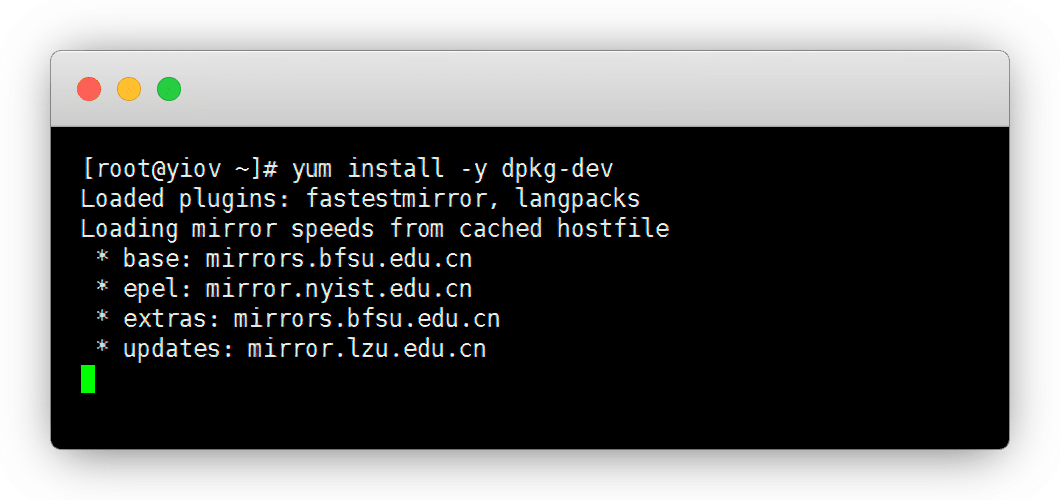 [root@yiov ~]# yum install -y dpkg-dev
Loaded plugins: fastestmirror, langpacks
Loading mirror speeds from cached hostfile
 * base: mirrors.bfsu.edu.cn
 * epel: mirror.nyist.edu.cn
 * extras: mirrors.bfsu.edu.cn
 * updates: mirror.lzu.edu.cn